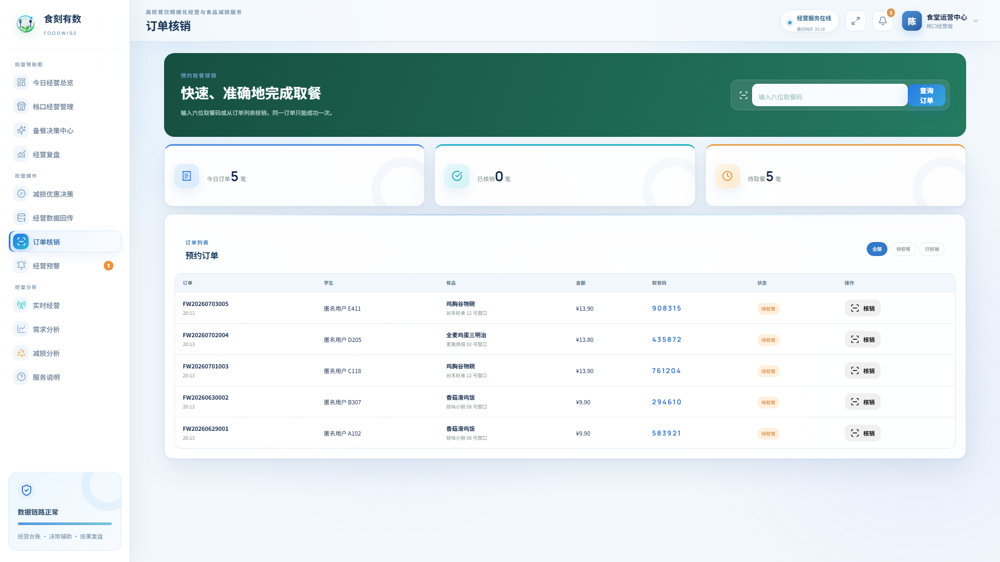 食刻有数
FOODWISE
经营驾驶舱
今日经营总览
档口经营管理
备餐决策中心
经营复盘
经营操作
减损优惠决策
经营数据回传
订单核销
经营预警
3
经营分析
实时经营
需求分析
减损分析
服务说明
数据链路正常
经营台账 · 决策辅助 · 结果复盘
高校餐饮精细化经营与食品减损服务
订单核销
经营服务在线
最近同步 20:18
3
陈
食堂运营中心
档口经营端
预约取餐核销
快速、准确地完成取餐
输入六位取餐码或从订单列表核销，同一订单只能成功一次。
输入六位取餐码
查询
订单
今日订单5 笔
已核销0 笔
待取餐5 笔
订单列表
预约订单
全部
待取餐
已核销
订单 学生 餐品 金额 取餐码 状态 操作
FW20260703005
20:13
匿名用户 E411
鸡胸谷物碗
谷禾轻食 12 号窗口
¥13.90
908315
待取餐
核销
FW20260702004
20:13
匿名用户 D205
全麦鸡蛋三明治
麦香烘焙 02 号窗口
¥13.80
435872
待取餐
核销
FW20260701003
20:13
匿名用户 C118
鸡胸谷物碗
谷禾轻食 12 号窗口
¥13.90
761204
待取餐
核销
FW20260630002
20:13
匿名用户 B307
香菇滑鸡饭
拾味小厨 08 号窗口
¥9.90
294610
待取餐
核销
FW20260629001
20:13
匿名用户 A102
香菇滑鸡饭
拾味小厨 08 号窗口
¥9.90
583921
待取餐
核销